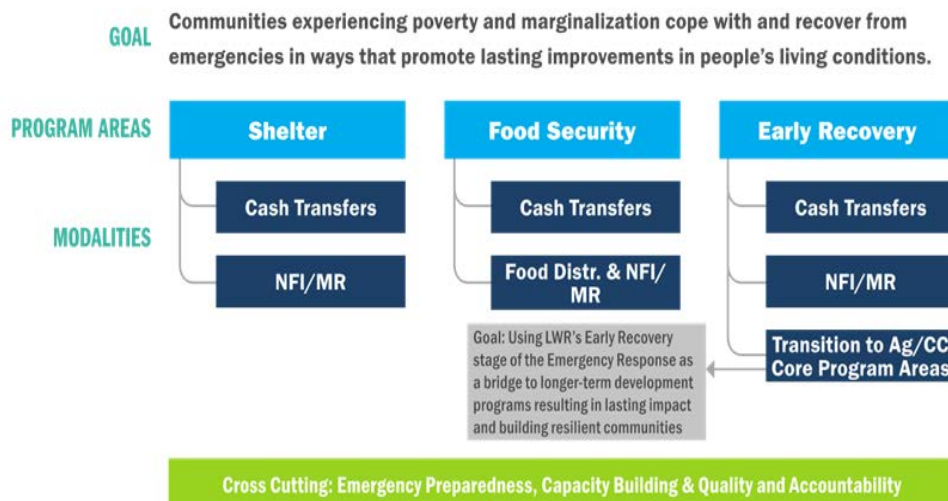 GOAL
Communities experiencing poverty and marginalization cope with and recover from
emergencies in ways that promote lasting improvements in people's living conditions.
PROGRAM AREAS
Shelter
Food Security
Early Recovery
MODALITIES
Cash Transfers
NFI/MR
Cash Transfers
Food Distr. & NFI/
MR
Cash Transfers
NFI/MR
Transition to Ag/CC
Core Program Areas
Goal: Using LWR's Early Recovery
stage of the Emergency Response as
a bridge to longer-term development
programs resulting in lasting impact
and building resilient communities
Cross Cutting: Emergency Preparedness, Capacity Building & Quality and Accountability